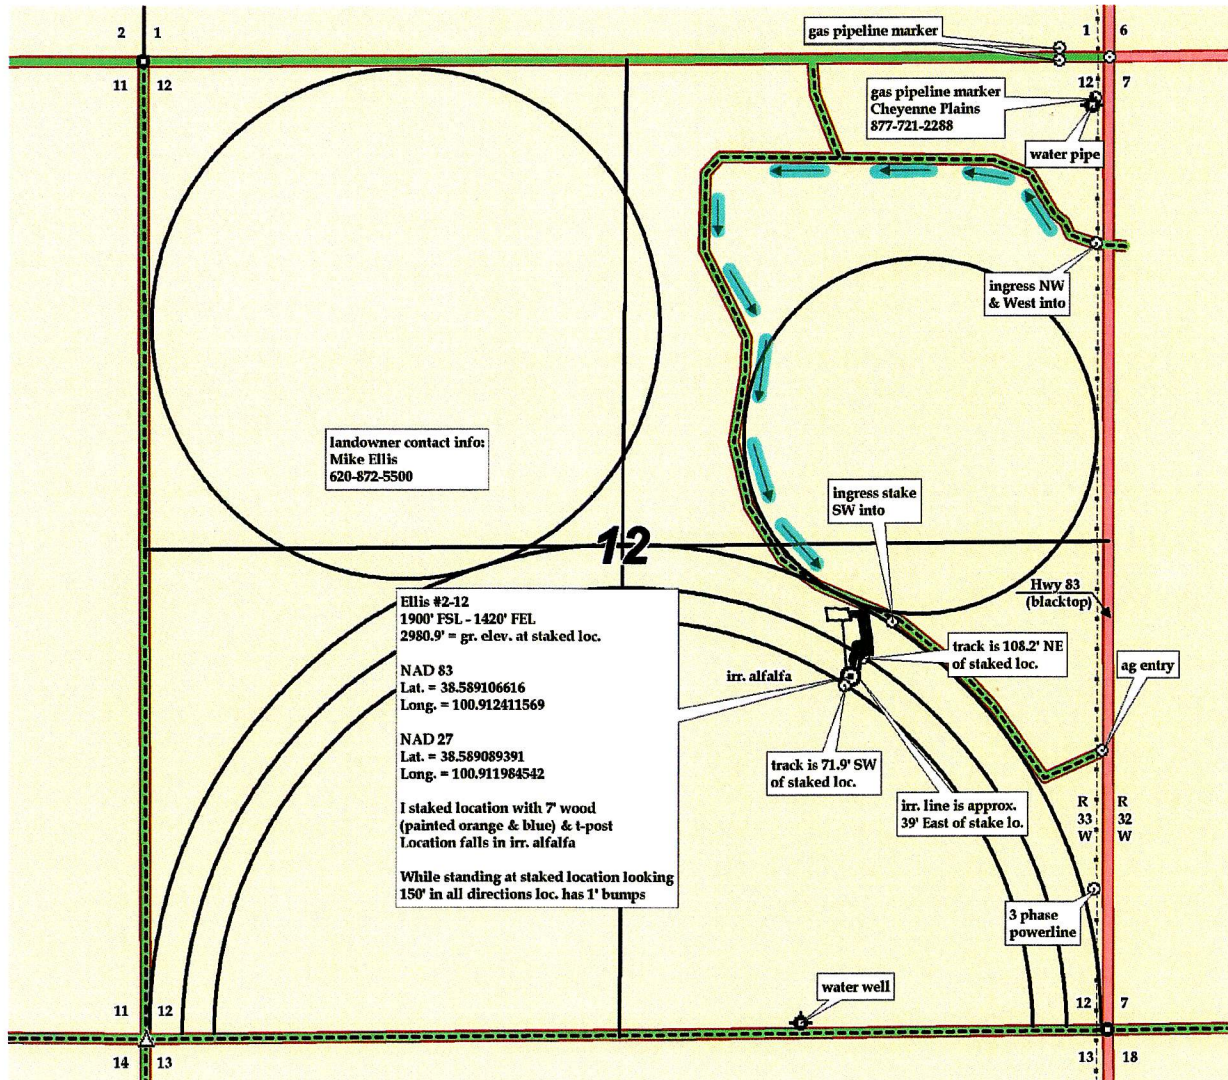 2 1
1 6
gas pipeline marker
11 12
12 7
gas pipeline marker
Cheyenne Plains
877-721-2288
water pipe
ingress NW
& West into
landowner contact info:
Mike Ellis
620-872-5500
ingress stake
SW into
12
Hwy 83
(blacktop)
Ellis #2-12
1900' FSL - 1420' FEL
2980.9' = gr. elev. at staked loc.
NAD 83
Lat. = 38.589106616
Long. = 100.912411569
NAD 27
Lat. = 38.589089391
Long. = 100.911984542
I staked location with 7' wood
(painted orange & blue) & t-post
Location falls in irr. alfalfa
While standing at staked location looking
150' in all directions loc. has 1' bumps
irr. alfalfa
track is 108.2' NE
of staked loc.
ag entry
track is 71.9' SW
of staked loc.
irr. line is approx.
39' East of stake lo.
R
33
W
R
32
W
3 phase
powerline
water well
11 12
12 7
14 13
13 18